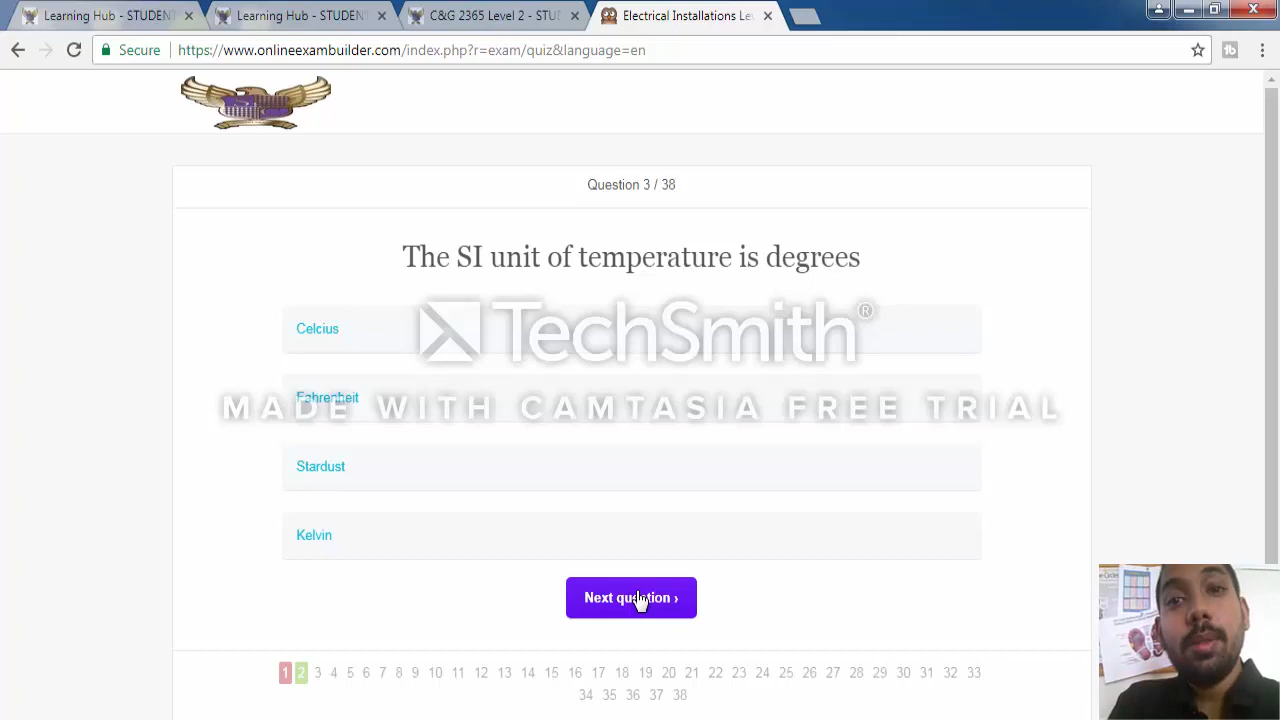 Learning Hub - STUDENT
Learning Hub - STUDENT
C&G 2365 Level 2 - STUD
Electrical Installations Lev
Secure
https://www.onlineexambuilder.com/index.php?r=exam/quiz&language=en
Question 3 / 38
The SI unit of temperature is degrees
Celcius
TechSmith®
Fahrenheit
MADE WITH CAMTASIA FREE TRIAL
Stardust
Kelvin
Next question ›
1 2 3 4 5 6 7 8 9 10 11 12 13 14 15 16 17 18 19 20 21 22 23 24 25 26 27 28 29 30 31 32 33
34 35 36 37 38